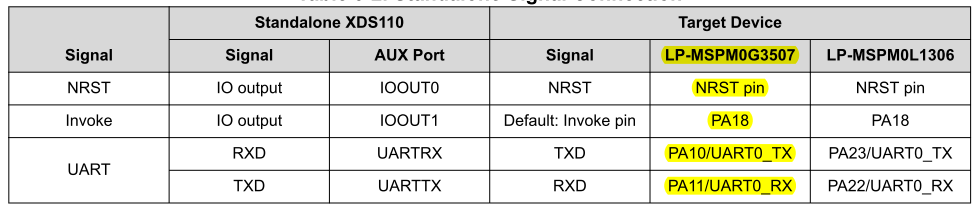 Standalone XDS110 Target Device
Signal Signal AUX Port Signal LP-MSPM0G3507 LP-MSPM0L1306
NRST IO output IOOUT0 NRST NRST pin NRST pin
Invoke IO output IOOUT1 Default: Invoke pin PA18 PA18
UART RXD UARTRX TXD PA10/UART0_TX PA23/UART0_TX
TXD UARTTX RXD PA11/UART0_RX PA22/UART0_RX